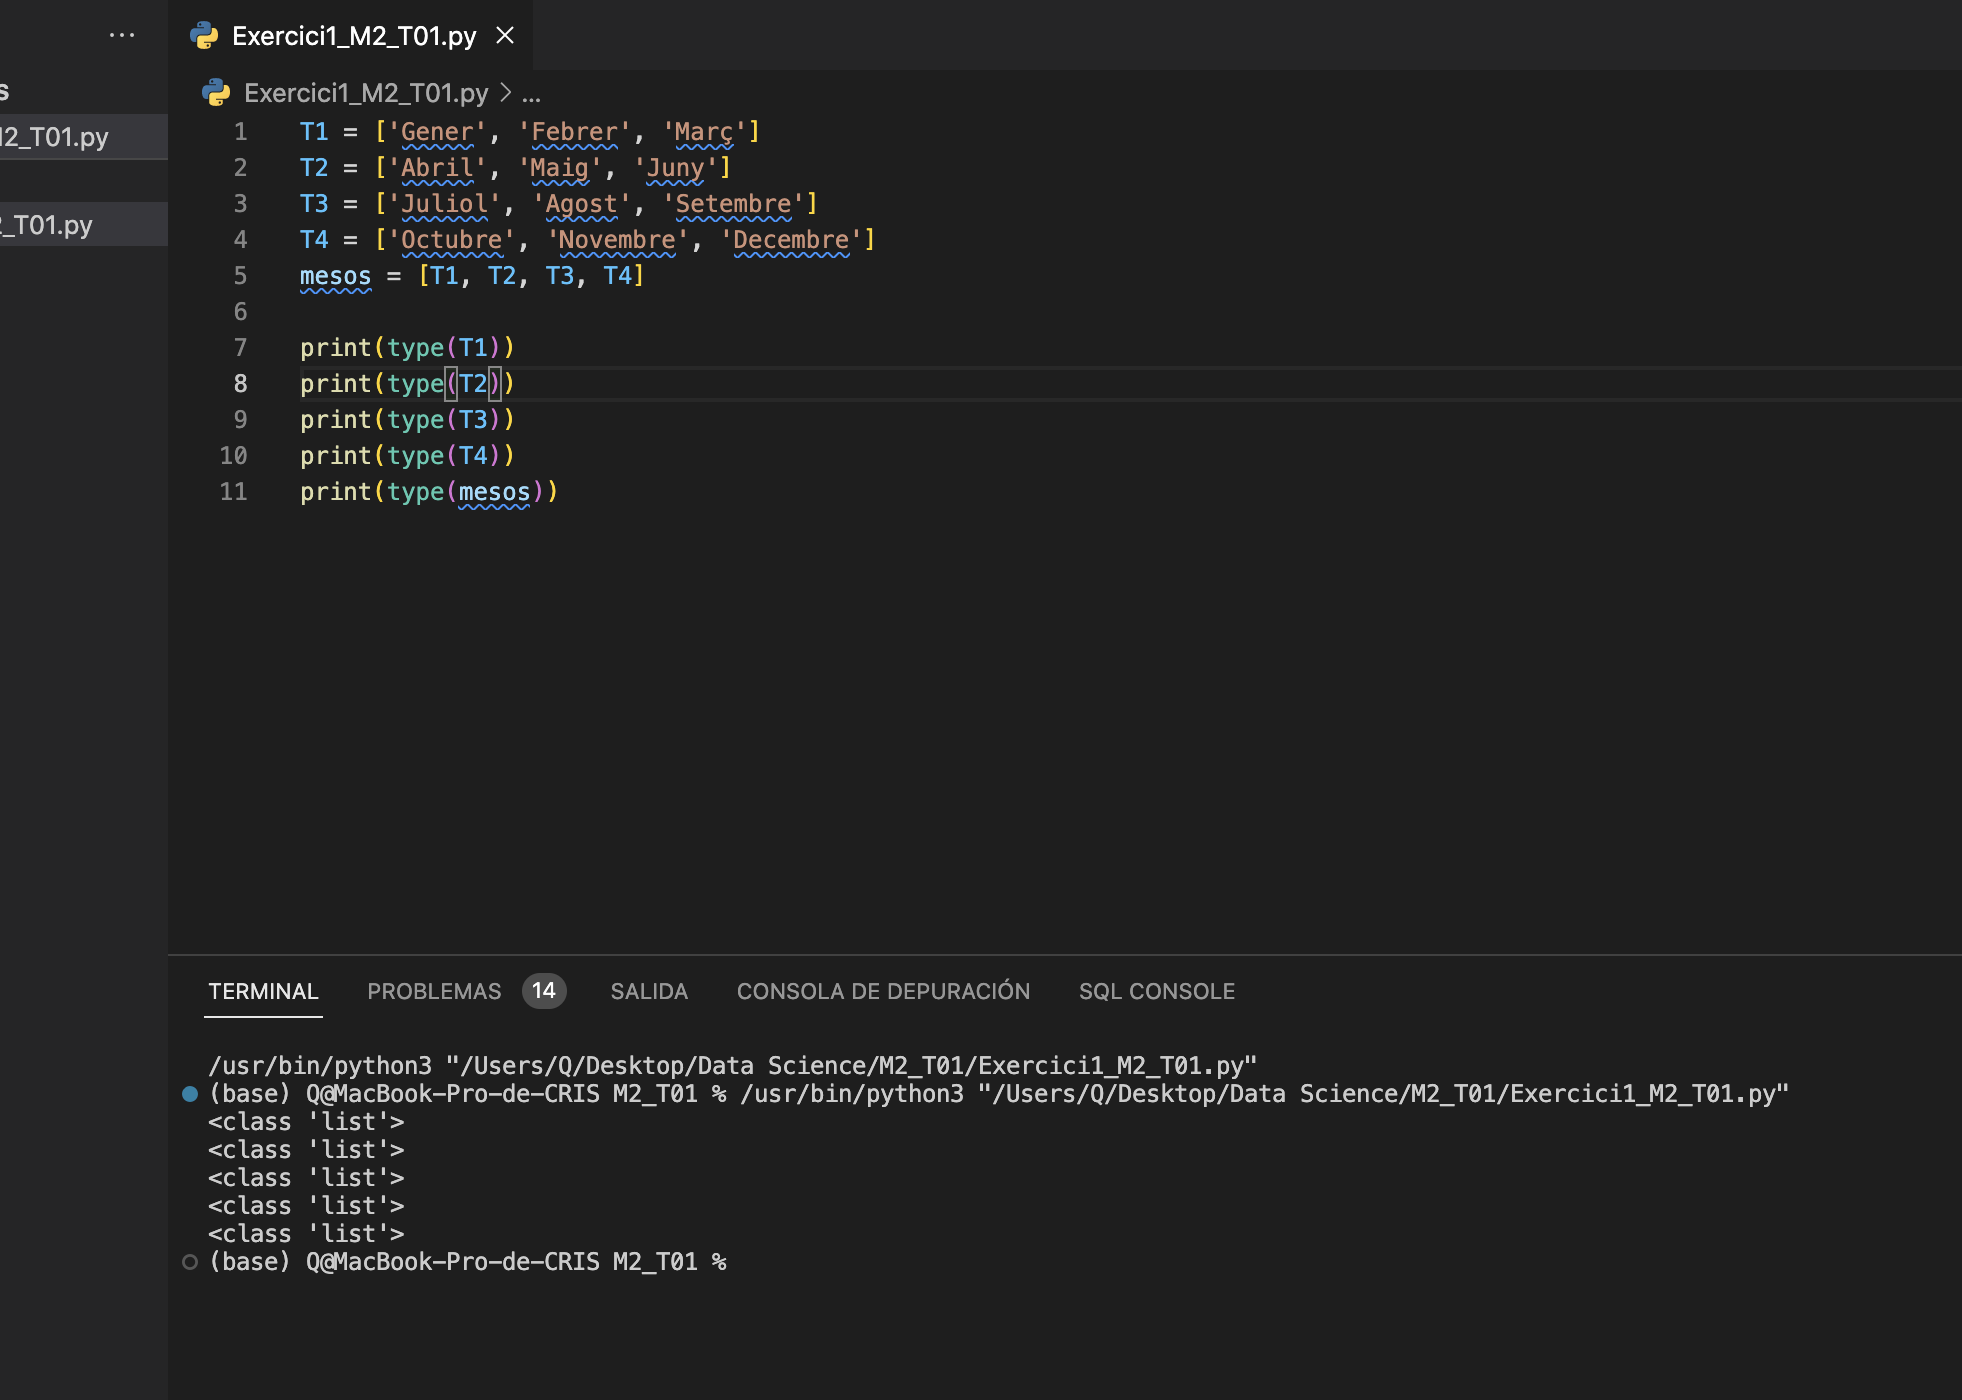 ...
Exercici1_M2_T01.py
s
Exercici1_M2_T01.py > ...
M2_T01.py
2_T01.py
1 T1 = ['Gener', 'Febrer', 'Març']
2 T2 = ['Abril', 'Maig', 'Juny']
3 T3 = ['Juliol', 'Agost', 'Setembre']
4 T4 = ['Octubre', 'Novembre', 'Decembre']
5 mesos = [T1, T2, T3, T4]
6
7 print(type(T1))
8 print(type(T2))
9 print(type(T3))
10 print(type(T4))
11 print(type(mesos))
TERMINAL PROBLEMAS 14 SALIDA CONSOLA DE DEPURACIÓN SQL CONSOLE
/usr/bin/python3 "/Users/Q/Desktop/Data Science/M2_T01/Exercici1_M2_T01.py"
(base) Q@MacBook-Pro-de-CRIS M2_T01 % /usr/bin/python3 "/Users/Q/Desktop/Data Science/M2_T01/Exercici1_M2_T01.py"
<class 'list'>
<class 'list'>
<class 'list'>
<class 'list'>
<class 'list'>
(base) Q@MacBook-Pro-de-CRIS M2_T01 %